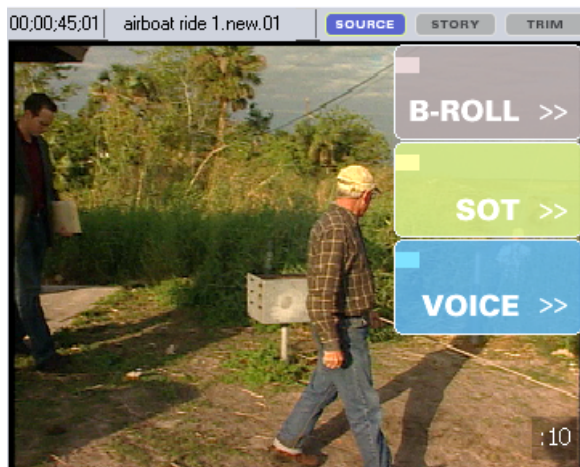 00;00;45;01 airboat ride 1.new.01 SOURCE STORY TRIM
B-ROLL >>
SOT >>
VOICE >>
:10